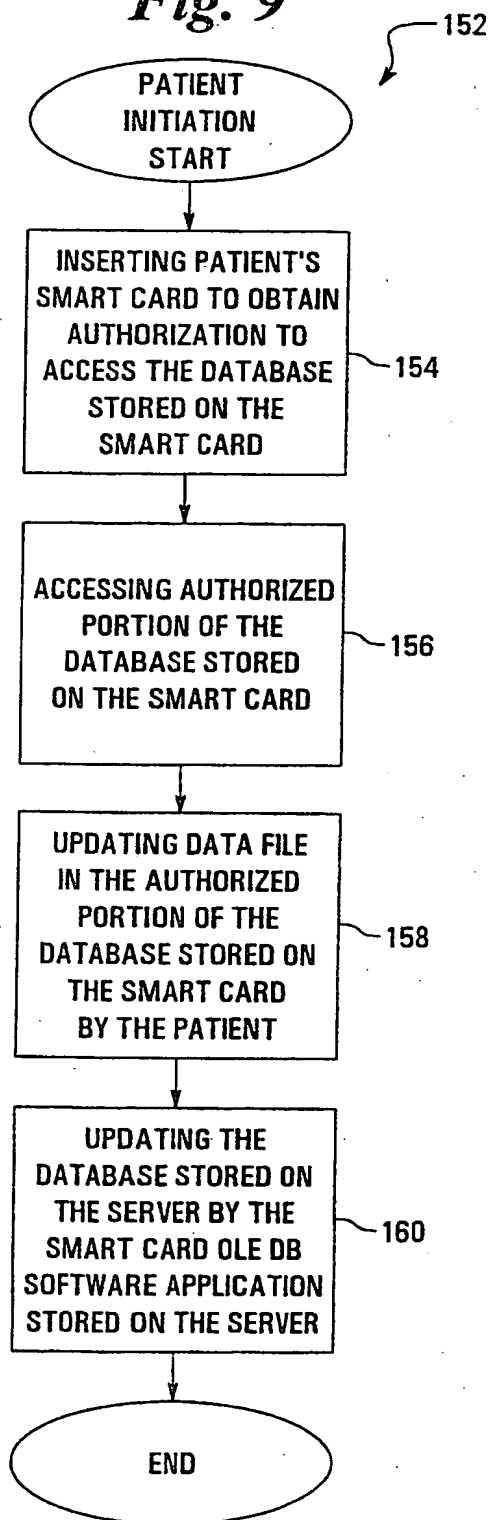 Fig. 9
152
PATIENT
INITIATION
START
INSERTING PATIENT'S
SMART CARD TO OBTAIN
AUTHORIZATION TO
ACCESS THE DATABASE
STORED ON THE
SMART CARD
154
ACCESSING AUTHORIZED
PORTION OF THE
DATABASE STORED
ON THE SMART CARD
156
UPDATING DATA FILE
IN THE AUTHORIZED
PORTION OF THE
DATABASE STORED ON
THE SMART CARD
BY THE PATIENT
158
UPDATING THE
DATABASE STORED ON
THE SERVER BY THE
SMART CARD OLE DB
SOFTWARE APPLICATION
STORED ON THE SERVER
160
END